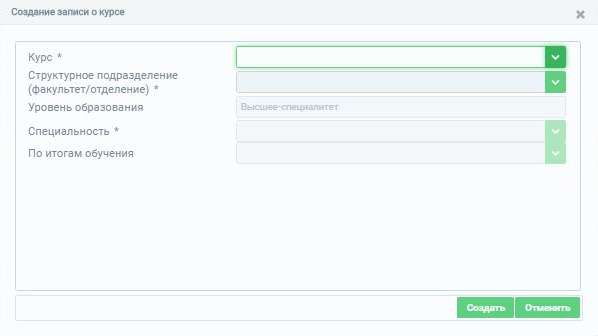 Создание записи о курсе
Курс *
Структурное подразделение
(факультет/отделение) *
Уровень образования
Высшее-специалитет
Специальность *
По итогам обучения
Создать Отменить